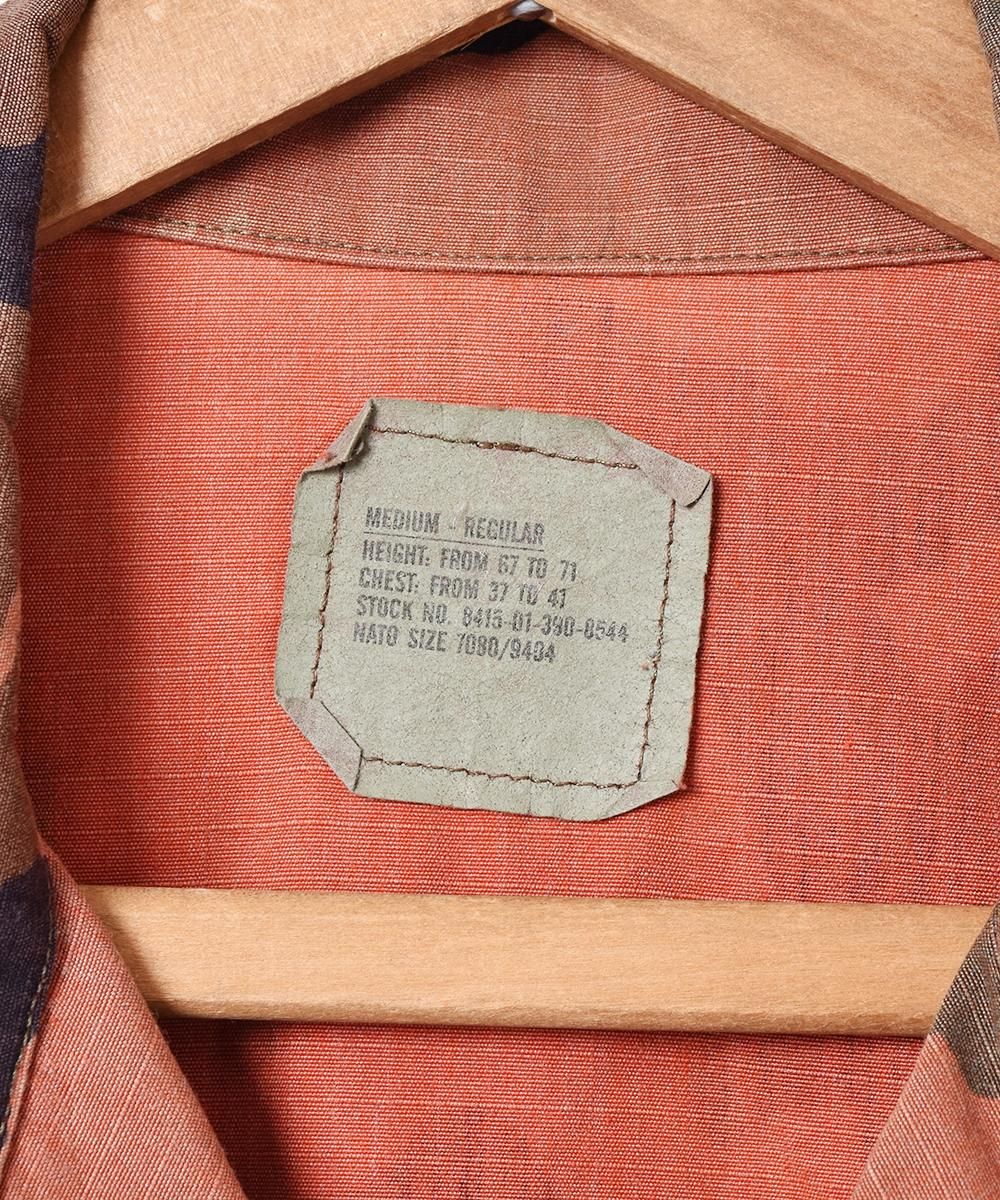 MEDIUM - REGULAR
HEIGHT: FROM 67 TO 71
CHEST: FROM 37 TO 41
STOCK NO. 8415-01-390-8544
NATO SIZE 7080/9404